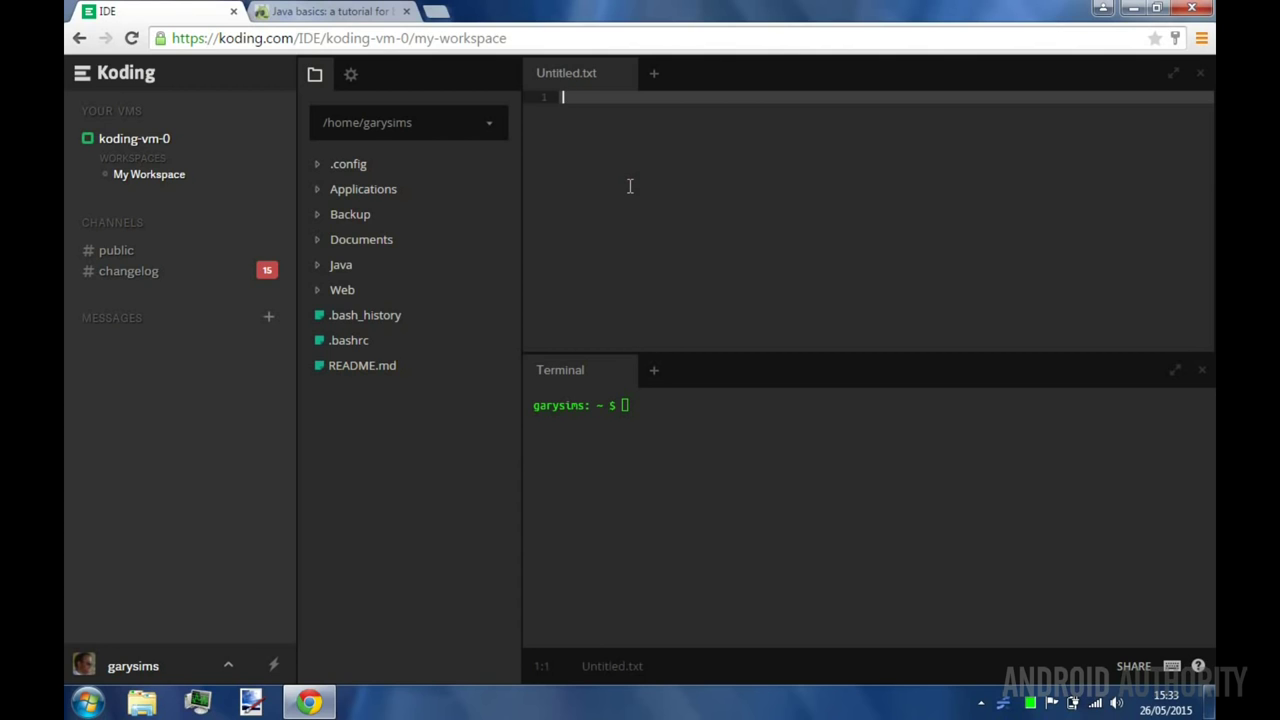 IDE
Java basics: a tutorial for
https://koding.com/IDE/koding-vm-0/my-workspace
Koding
YOUR VMS
koding-vm-0
WORKSPACES
My Workspace
CHANNELS
# public
# changelog
15
MESSAGES
garysims
/home/garysims
.config
Applications
Backup
Documents
Java
Web
.bash_history
.bashrc
README.md
Untitled.txt
1
Terminal
garysims: ~ $
1:1
Untitled.txt
SHARE
ANDROID AUTHORITY
15:33
26/05/2015